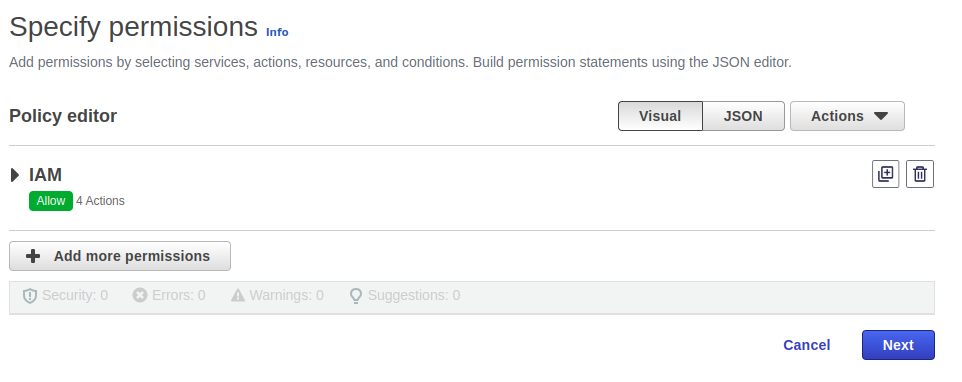 Specify permissions Info
Add permissions by selecting services, actions, resources, and conditions. Build permission statements using the JSON editor.
Policy editor
Visual JSON Actions
IAM
Allow 4 Actions
Add more permissions
Security: 0 Errors: 0 Warnings: 0 Suggestions: 0
Cancel Next